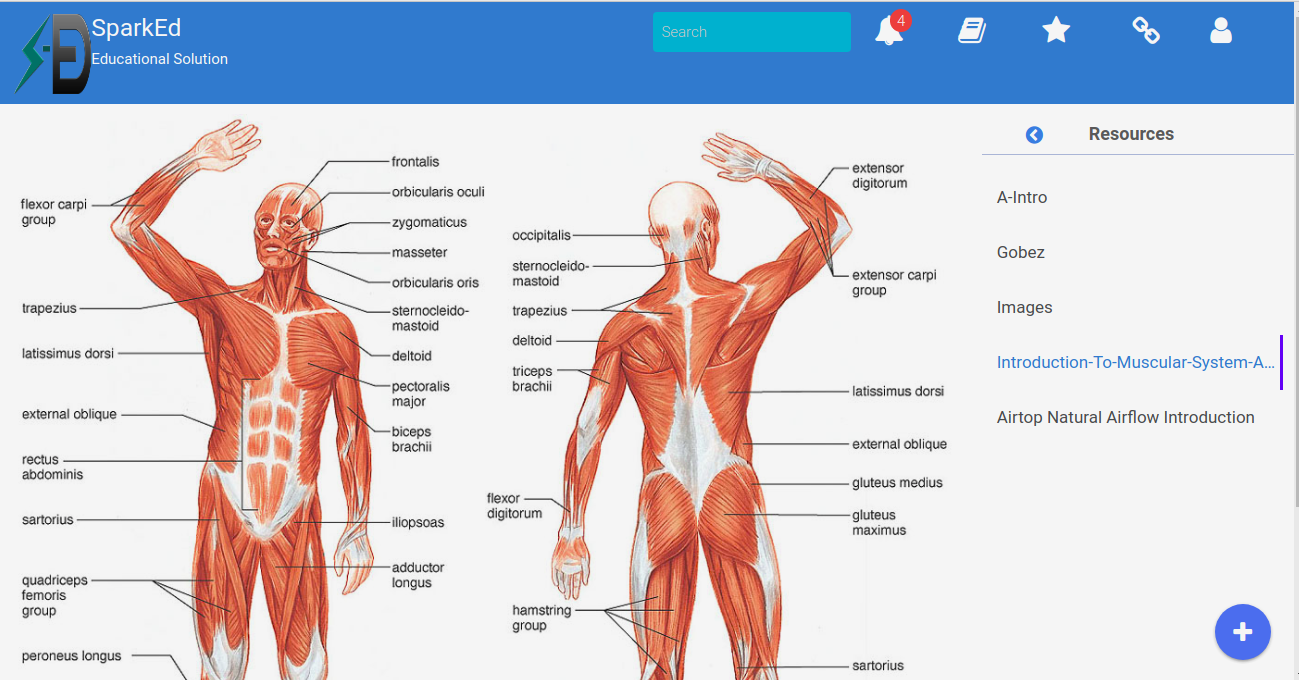 SparkEd
Educational Solution
Search
4
frontalis
orbicularis oculi
flexor carpi
group
zygomaticus
masseter
orbicularis oris
trapezius
sternocleido-
mastoid
latissimus dorsi
deltoid
pectoralis
major
external oblique
biceps
brachii
rectus
abdominis
sartorius
iliopsoas
adductor
longus
quadriceps
femoris
group
peroneus longus
extensor
digitorum
occipitalis
sternocleido-
mastoid
extensor carpi
group
trapezius
deltoid
triceps
brachii
latissimus dorsi
external oblique
gluteus medius
flexor
digitorum
gluteus
maximus
hamstring
group
sartorius
Resources
A-Intro
Gobez
Images
Introduction-To-Muscular-System-A...
Airtop Natural Airflow Introduction